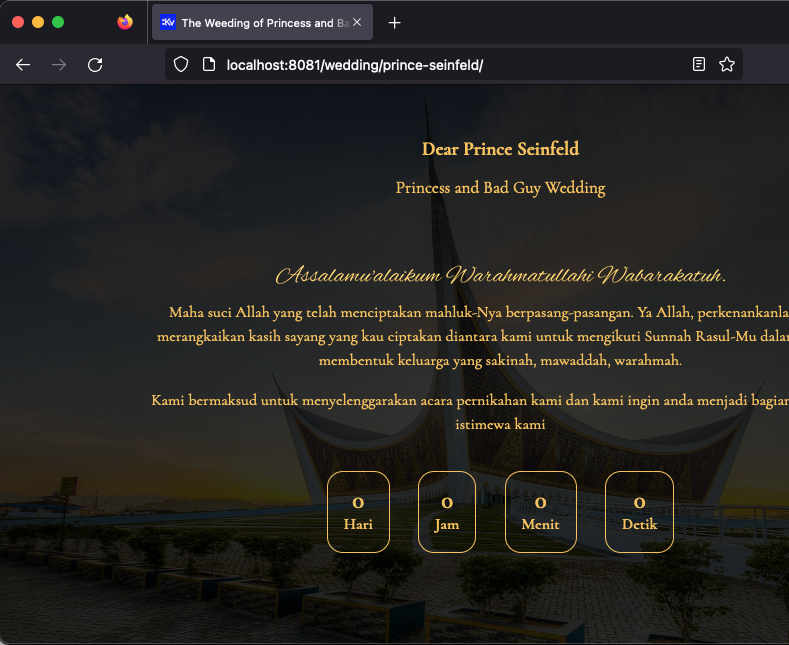 :Kv The Weeding of Princess and Ba
localhost:8081/wedding/prince-seinfeld/
Dear Prince Seinfeld
Princess and Bad Guy Wedding
Assalamu'alaikum Warahmatullahi Wabarakatuh.
Maha suci Allah yang telah menciptakan mahluk-Nya berpasang-pasangan. Ya Allah, perkenankanla
merangkaikan kasih sayang yang kau ciptakan diantara kami untuk mengikuti Sunnah Rasul-Mu dalam
membentuk keluarga yang sakinah, mawaddah, warahmah.
Kami bermaksud untuk menyelenggarakan acara pernikahan kami dan kami ingin anda menjadi bagian
istimewa kami
0 0 0 0
Hari Jam Menit Detik